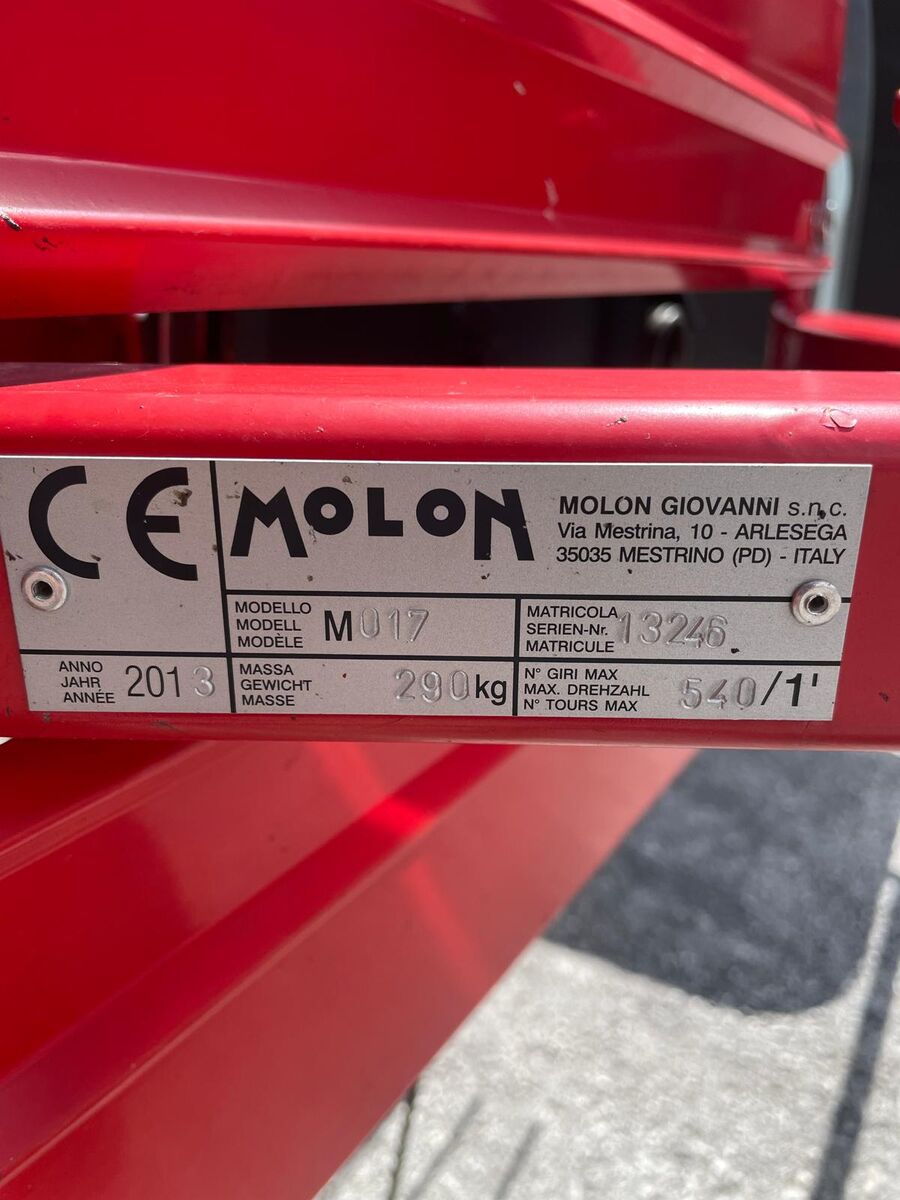 CE
MOLON
MOLON GIOVANNI s.n.c.
Via Mestrina, 10 - ARLESEGA
35035 MESTRINO (PD) - ITALY
MODELLO
MODELL
MODÈLE
M017
MATRICOLA
SERIEN-Nr.
MATRICULE
13246
ANNO
JAHR
ANNÉE
2013
MASSA
GEWICHT
MASSE
290kg
N° GIRI MAX
MAX. DREHZAHL
N° TOURS MAX
540/1'